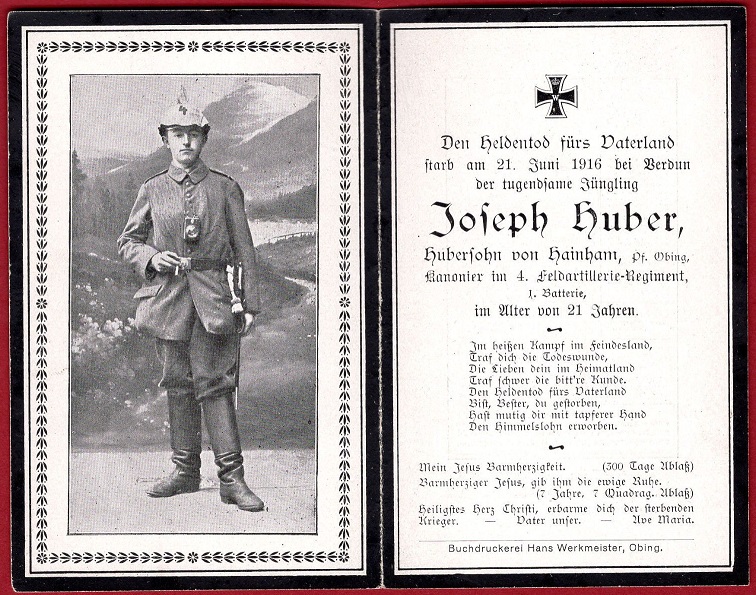 W
Den Heldentod fürs Vaterland
starb am 21. Juni 1916 bei Verdun
der tugendsame Jüngling
Joseph Huber,
Hubersohn von Hainham, Pf. Obing,
Kanonier im 4. Feldartillerie-Regiment,
1. Batterie,
im Alter von 21 Jahren.
Im heißen Kampf im Feindesland,
Traf dich die Todeswunde,
Die Lieben dein im Heimatland
Traf schwer die bitt're Kunde.
Den Heldentod fürs Vaterland
Bist, Bester, du gestorben,
Hast mutig dir mit tapferer Hand
Den Himmelslohn erworben.
Mein Jesus Barmherzigkeit. (300 Tage Ablaß)
Barmherziger Jesus, gib ihm die ewige Ruhe.
(7 Jahre, 7 Quadrag. Ablaß)
Heiligstes Herz Christi, erbarme dich der sterbenden
Krieger. — Vater unser. — Ave Maria.
Buchdruckerei Hans Werkmeister, Obing.